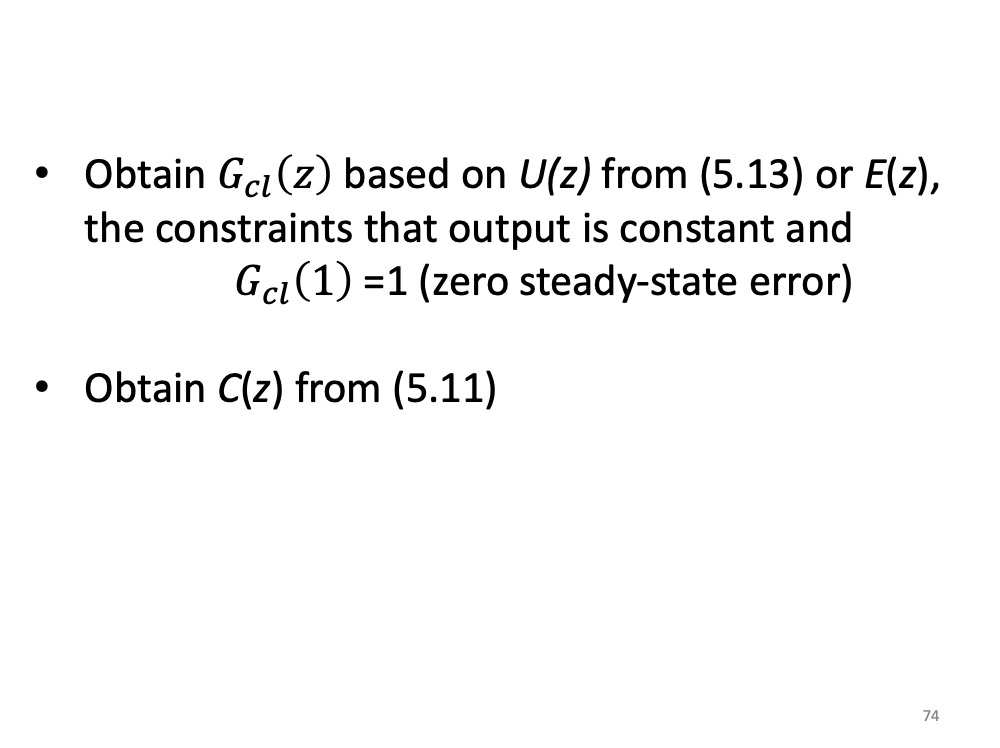 • Obtain G_cl(z) based on U(z) from (5.13) or E(z),
the constraints that output is constant and
G_cl(1) =1 (zero steady-state error)
• Obtain C(z) from (5.11)
74